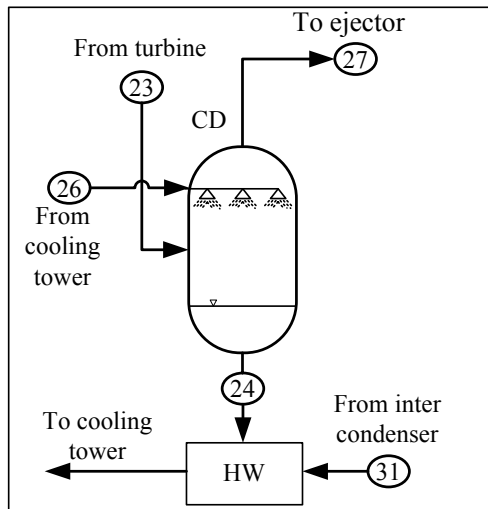 To ejector
27
From turbine
23
CD
26
From
cooling
tower
24
To cooling
tower
From inter
condenser
HW
31